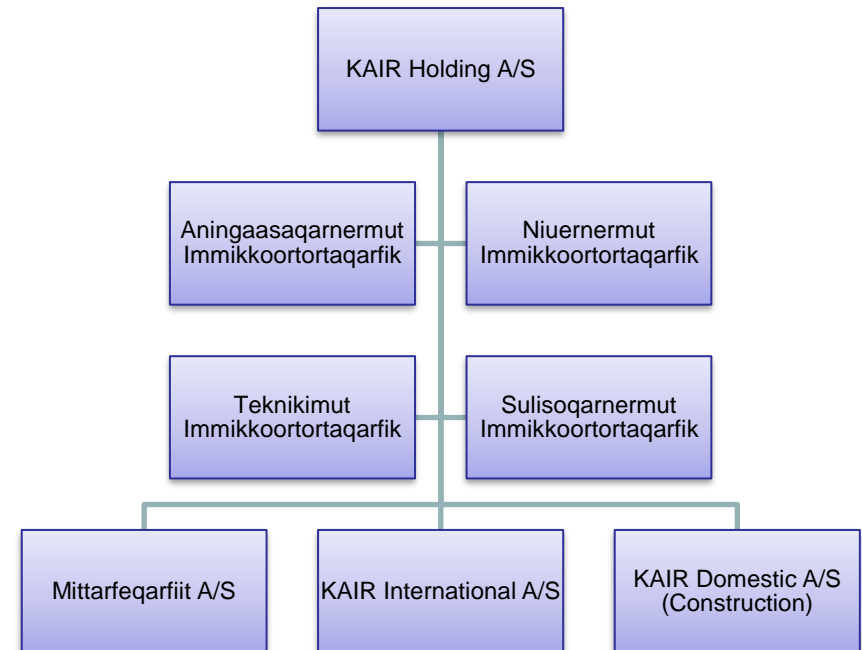 KAIR Holding A/S
Aningaasaqarnermut
Immikkoortortaqarfik
Niuernermut
Immikkoortortaqarfik
Teknikimut
Immikkoortortaqarfik
Sulisoqarnermut
Immikkoortortaqarfik
Mittarfeqarfiit A/S
KAIR International A/S
KAIR Domestic A/S
(Construction)